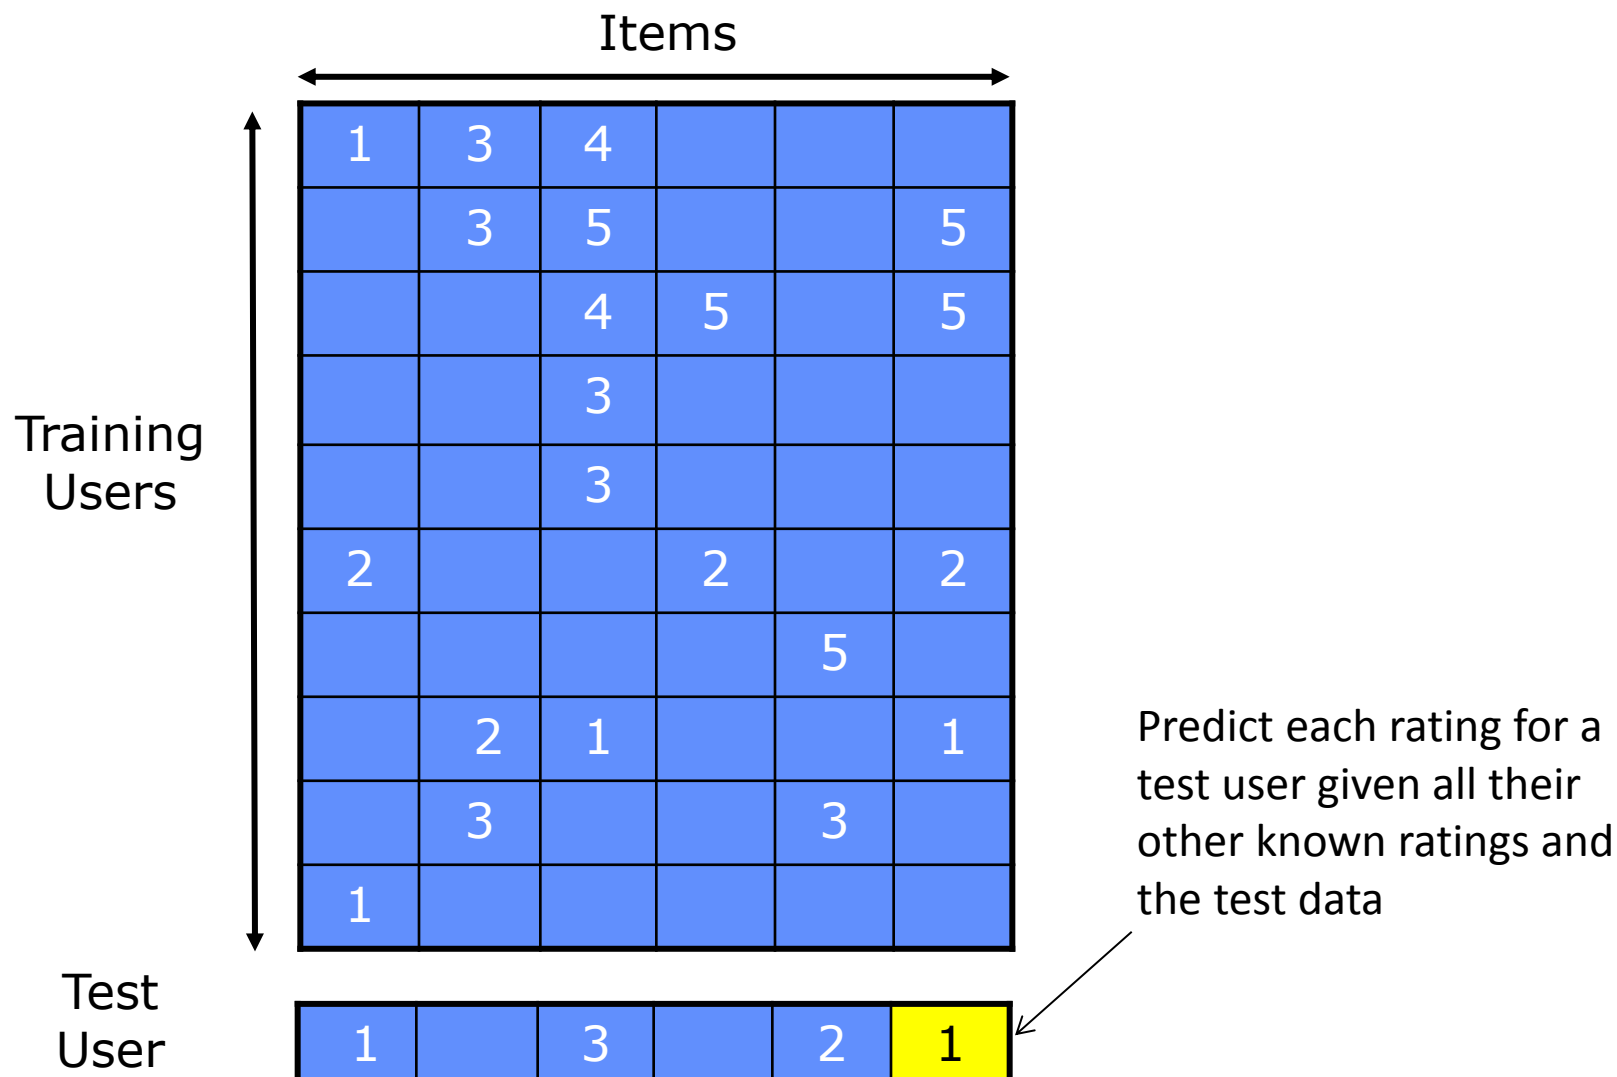 Items
1 3 4
3 5 5
4 5 5
3
Training
Users
3
2 2 2
5
2 1 1
3 3
1
Predict each rating for a
test user given all their
other known ratings and
the test data
Test
User
1 3 2 1